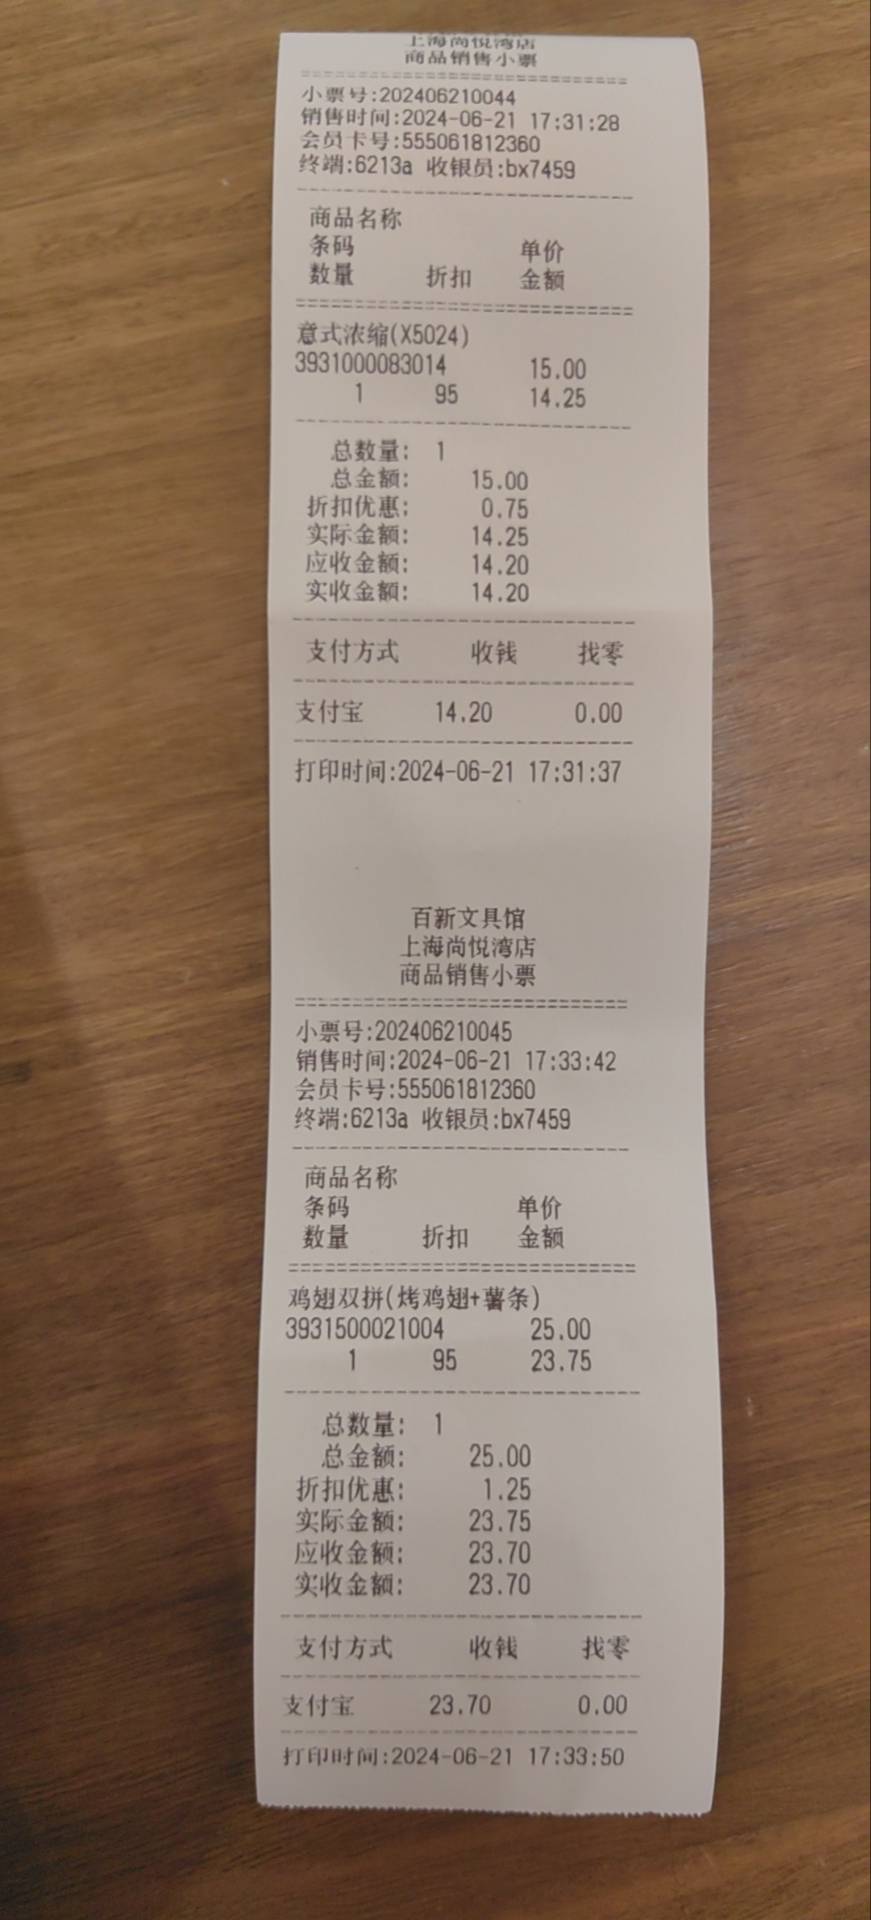 上海尚悦湾店
商品销售小票
小票号:202406210044
销售时间:2024-06-21 17:31:28
会员卡号:555061812360
终端:6213a 收银员:bx7459
商品名称
条码 单价
数量 折扣 金额
意式浓缩(X5024)
3931000083014 15.00
1 95 14.25
总数量: 1
总金额: 15.00
折扣优惠: 0.75
实际金额: 14.25
应收金额: 14.20
实收金额: 14.20
支付方式 收钱 找零
支付宝 14.20 0.00
打印时间:2024-06-21 17:31:37
百新文具馆
上海尚悦湾店
商品销售小票
小票号:202406210045
销售时间:2024-06-21 17:33:42
会员卡号:555061812360
终端:6213a 收银员:bx7459
商品名称
条码 单价
数量 折扣 金额
鸡翅双拼(烤鸡翅+薯条)
3931500021004 25.00
1 95 23.75
总数量: 1
总金额: 25.00
折扣优惠: 1.25
实际金额: 23.75
应收金额: 23.70
实收金额: 23.70
支付方式 收钱 找零
支付宝 23.70 0.00
打印时间:2024-06-21 17:33:50